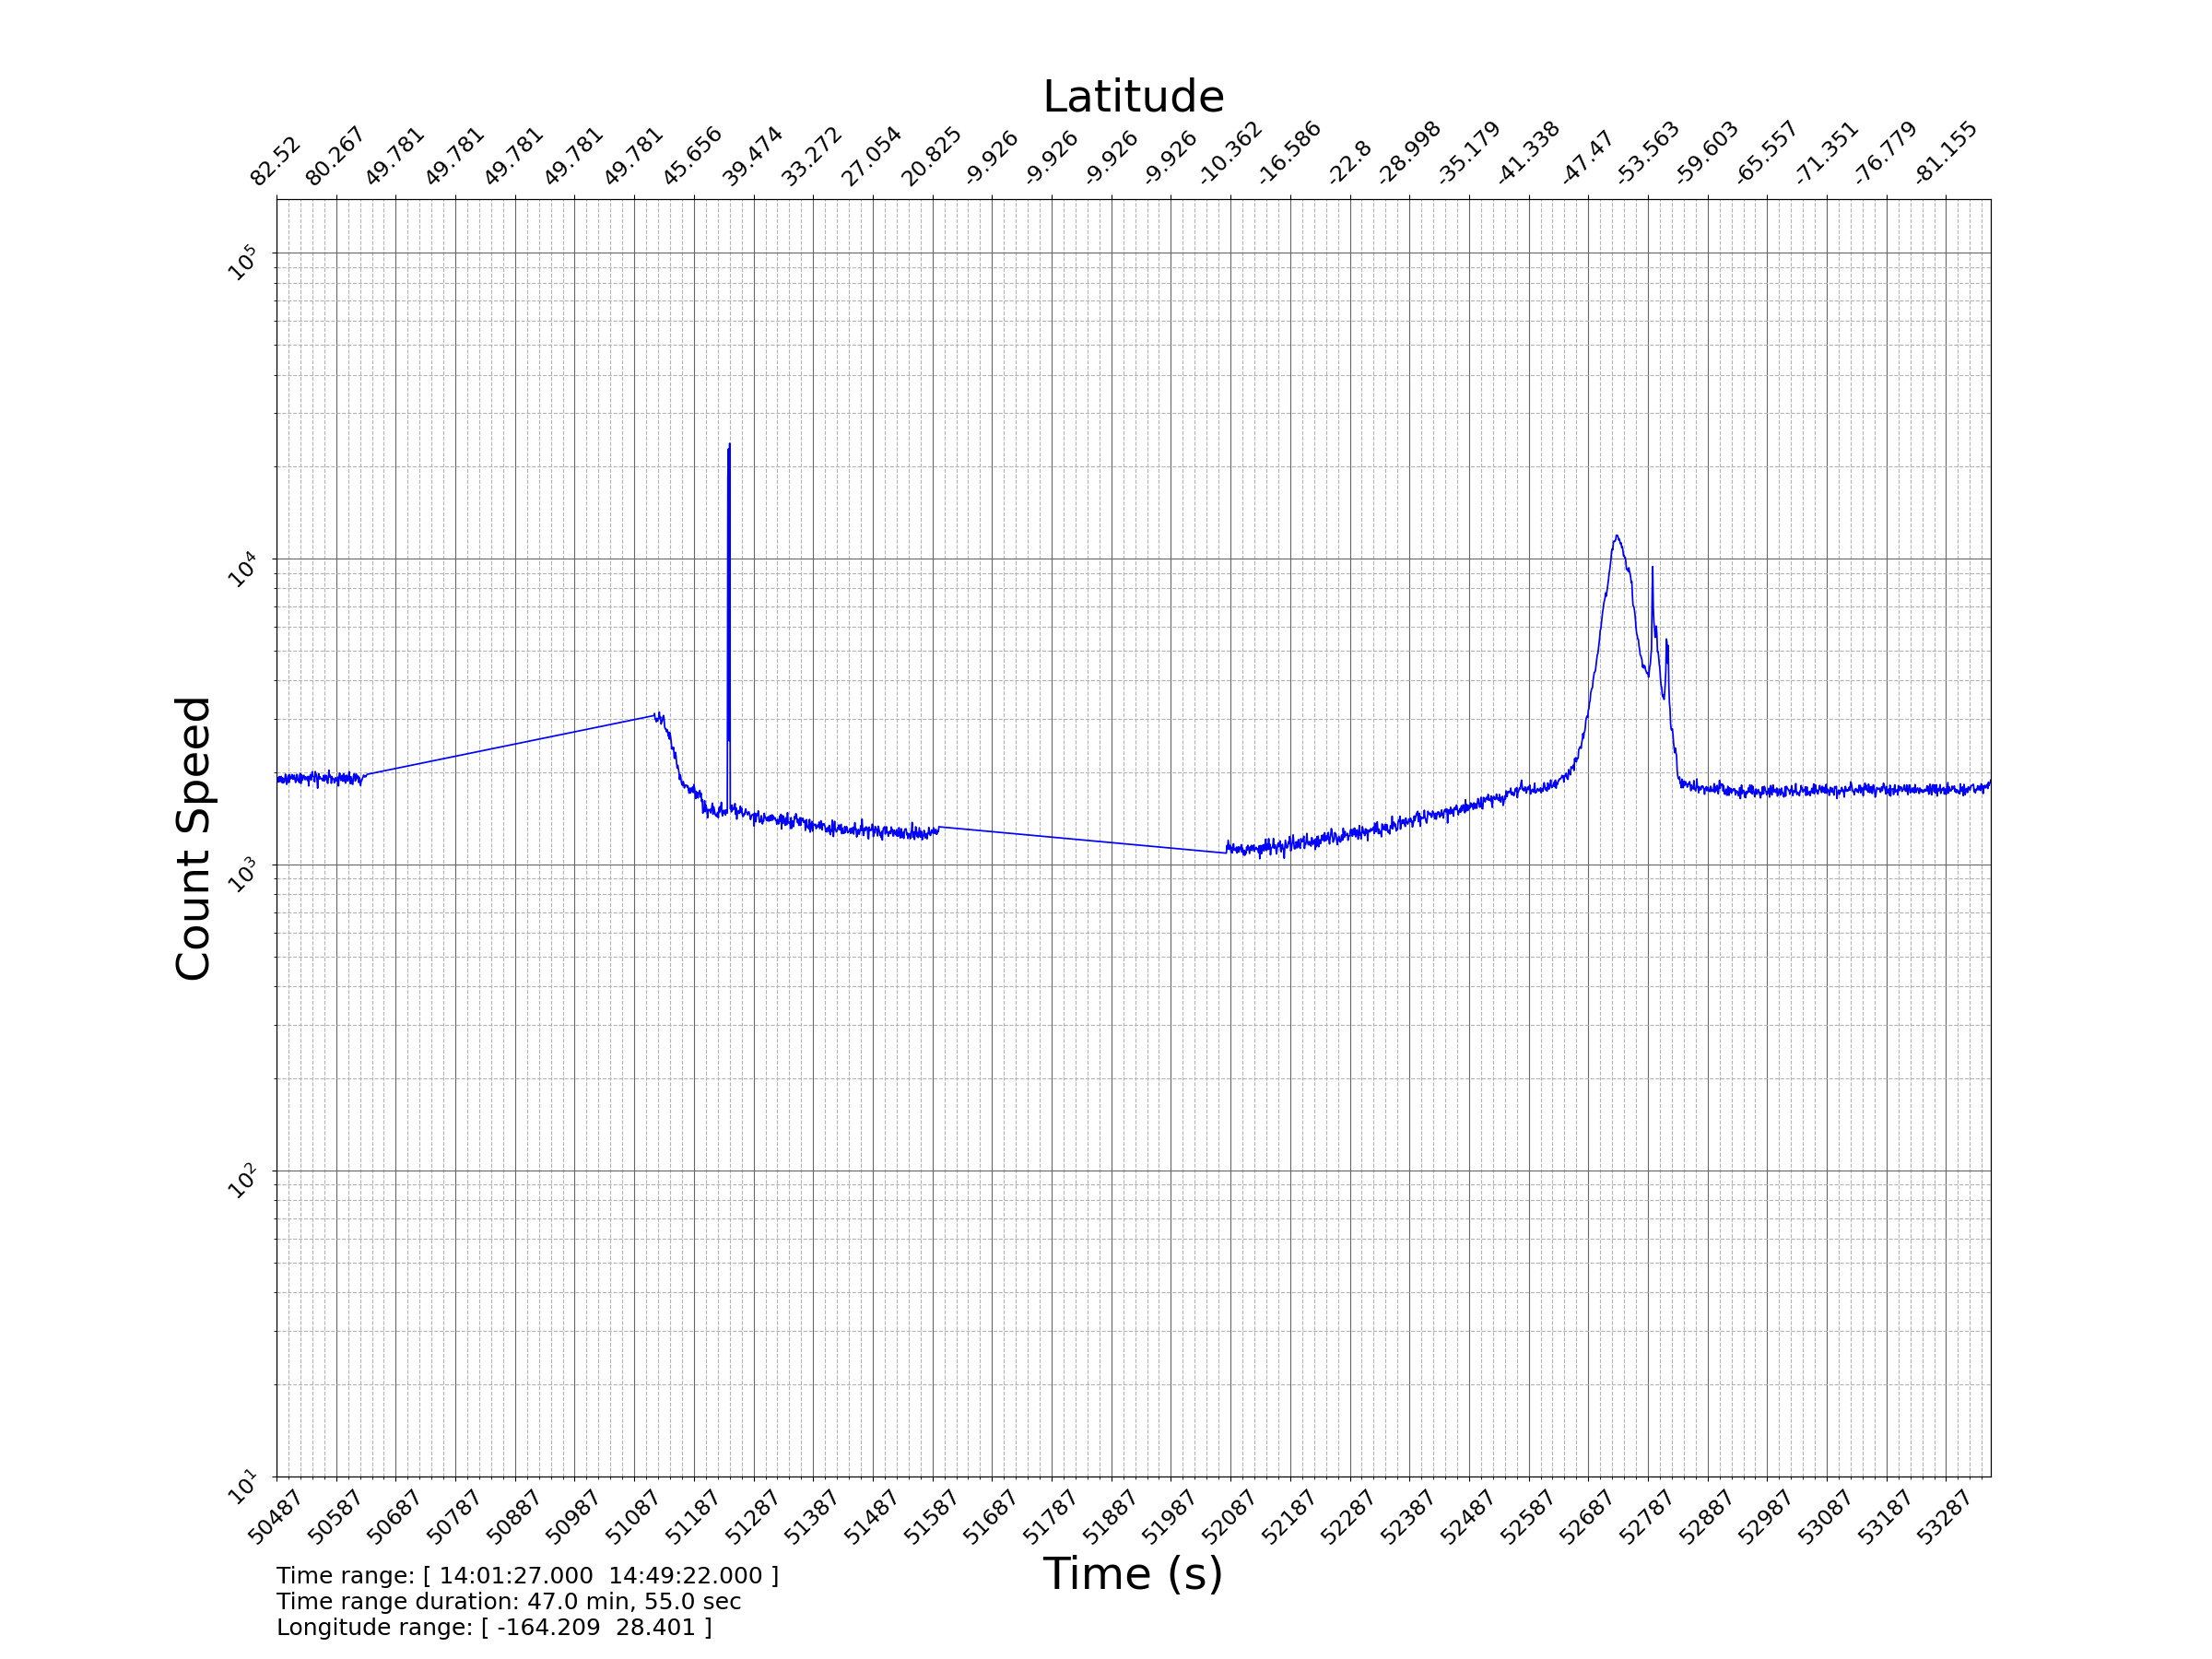 Latitude
82.52 80.267 49.781 49.781 49.781 49.781 49.781 45.656 39.474 33.272 27.054 20.825 -9.926 -9.926 -9.926 -9.926 -10.362 -16.586 -22.8 -28.998 -35.179 -41.338 -47.47 -53.563 -59.603 -65.557 -71.351 -76.779 -81.155
10^5
10^4
10^3
10^2
10^1
Count Speed
50487 50587 50687 50787 50887 50987 51087 51187 51287 51387 51487 51587 51687 51787 51887 51987 52087 52187 52287 52387 52487 52587 52687 52787 52887 52987 53087 53187 53287
Time (s)
Time range: [ 14:01:27.000  14:49:22.000 ]
Time range duration: 47.0 min, 55.0 sec
Longitude range: [ -164.209  28.401 ]